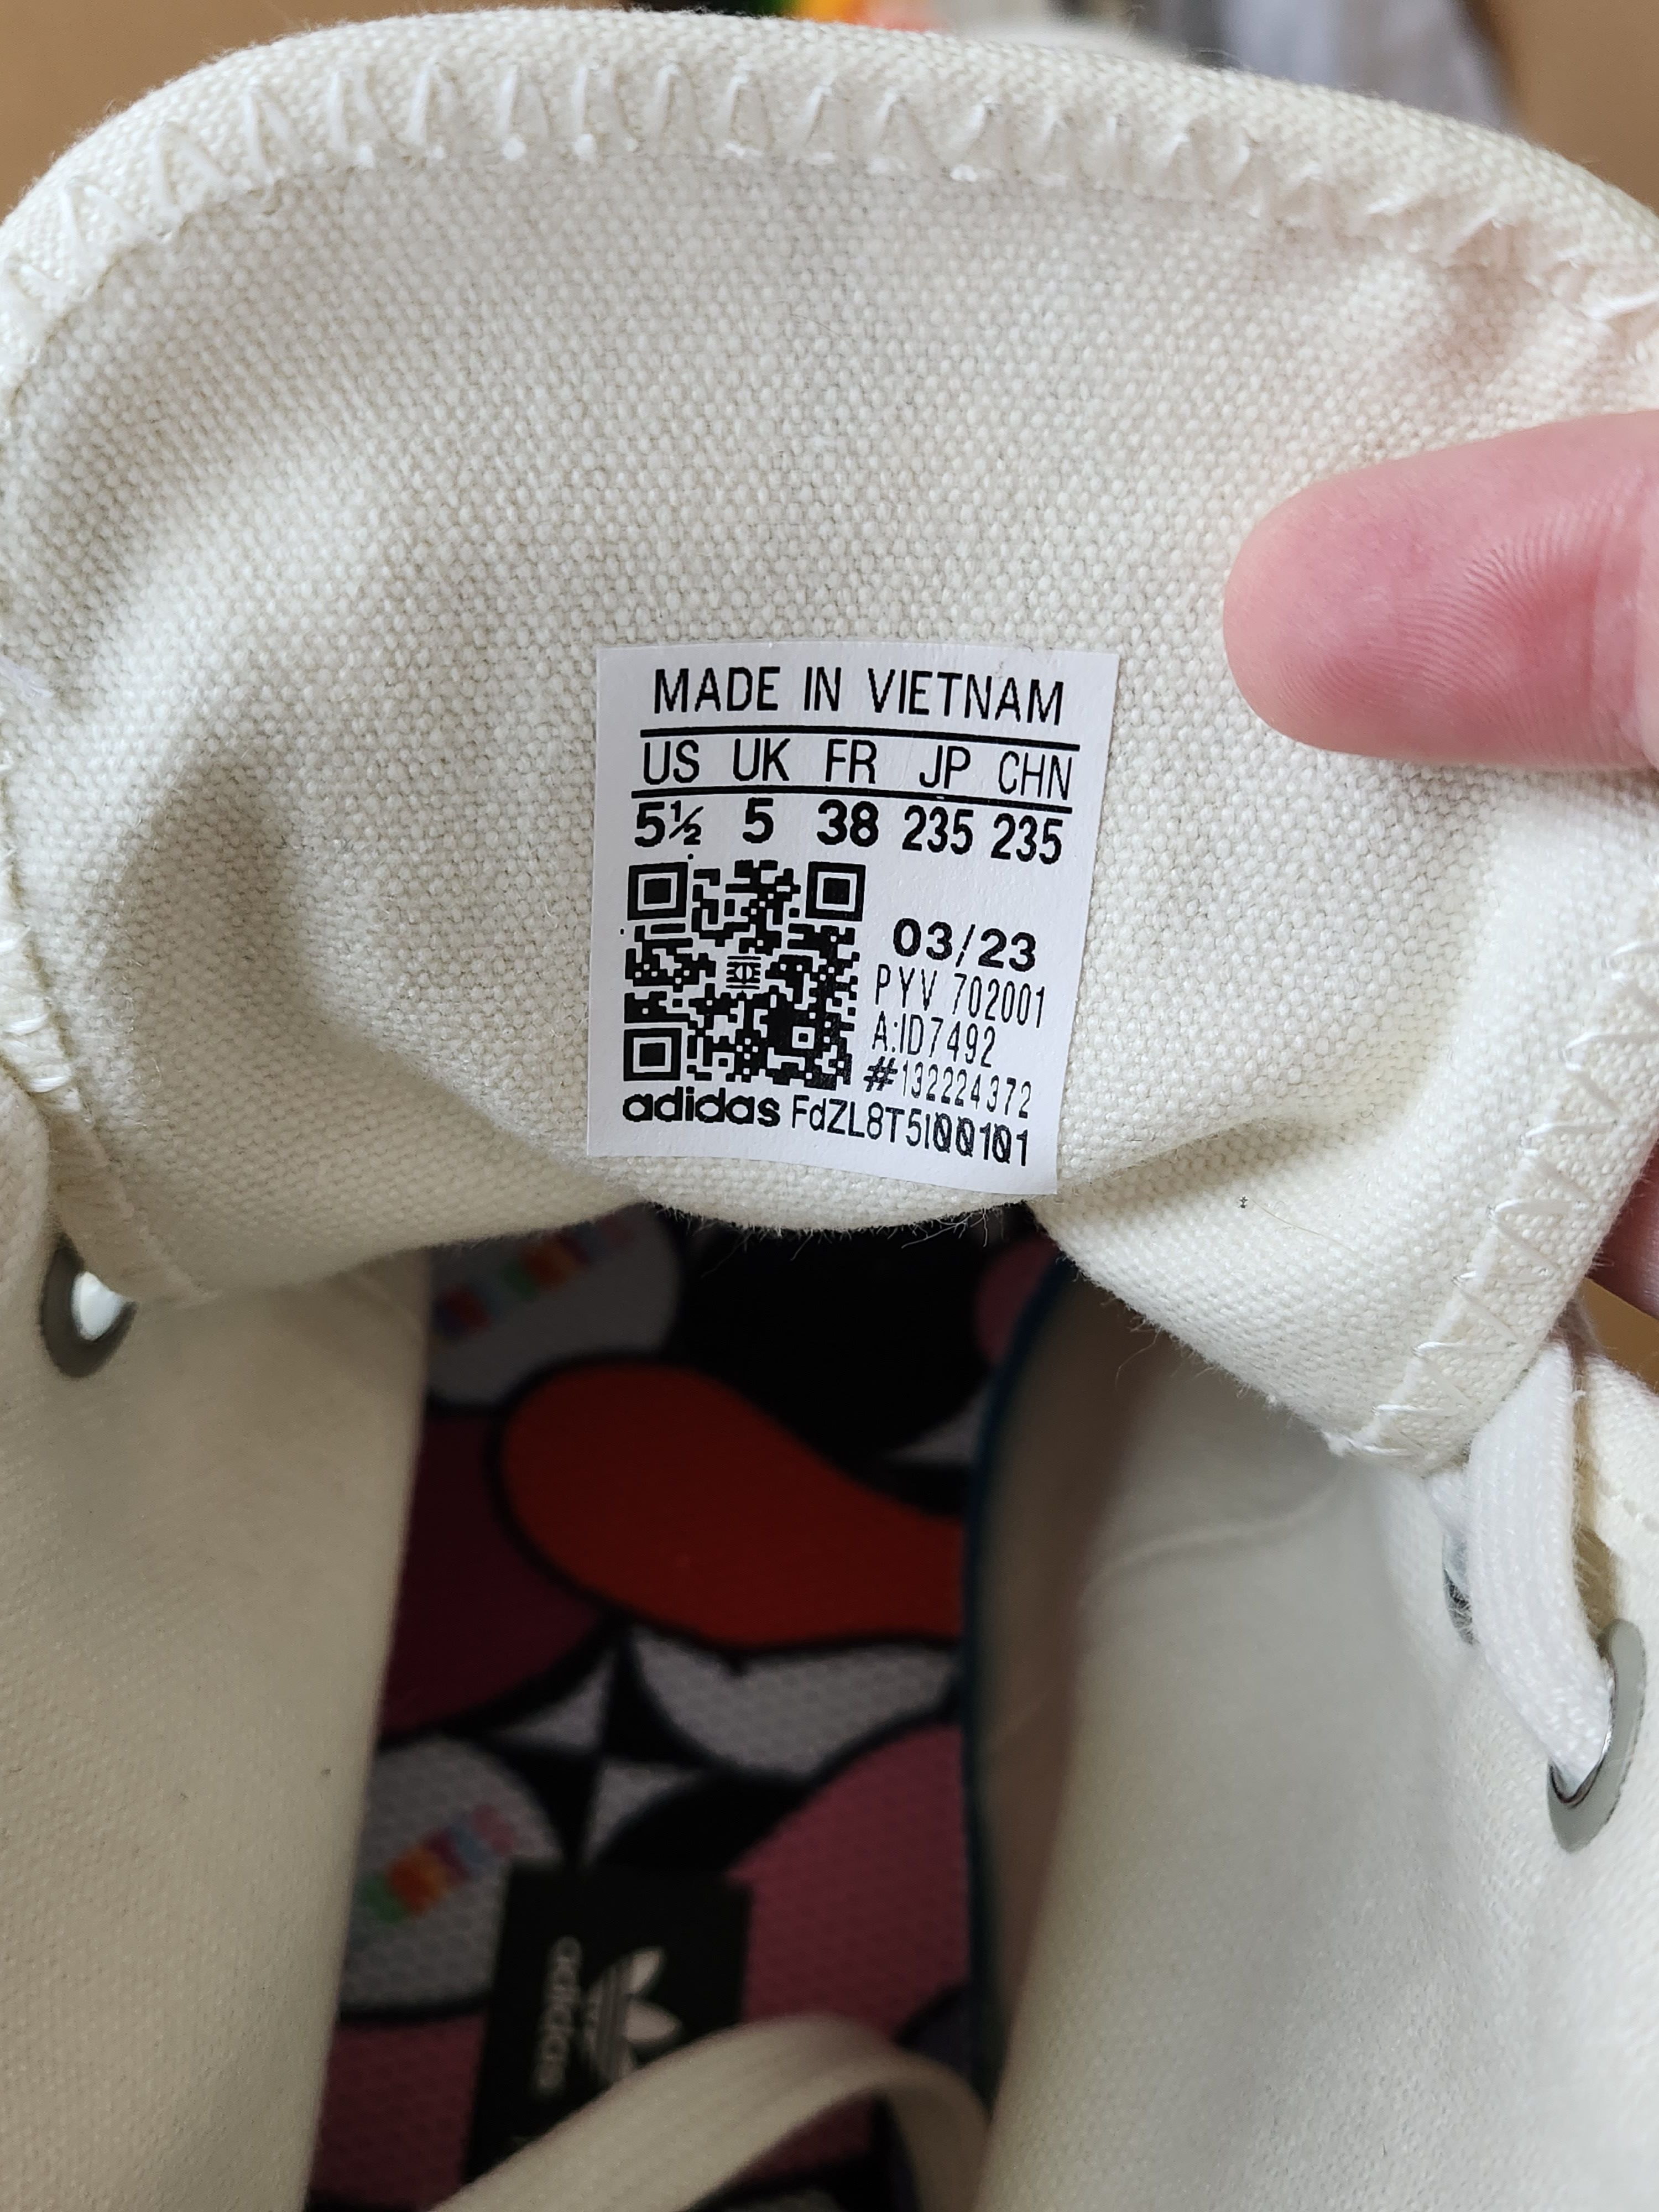 MADE IN VIETNAM
US UK FR JP CHN
5½ 5 38 235 235
03/23
PYV 702001
A:ID7492
#132224372
adidas FdZL8T5I00101
adidas